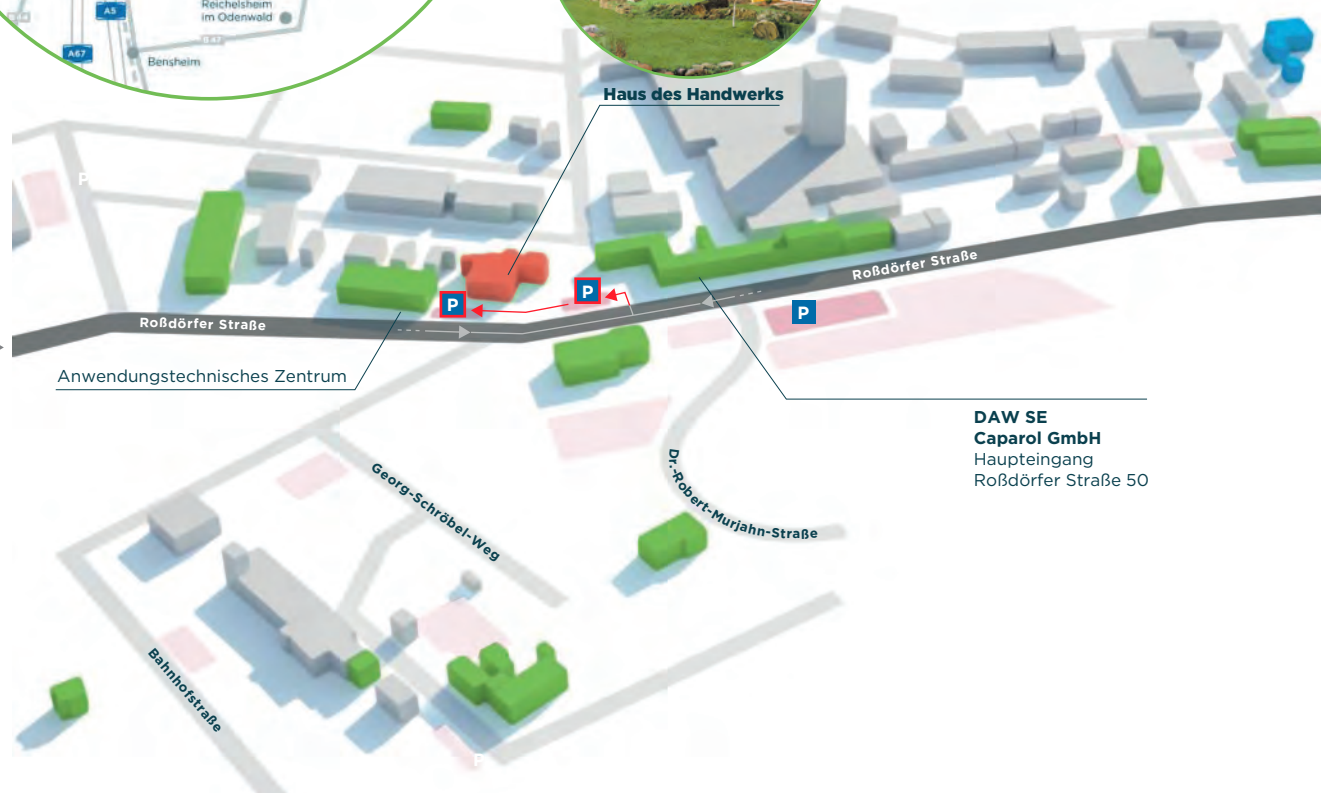 Reichelsheim
im Odenwald
A5
B47
A67
Bensheim
Haus des Handwerks
P
P
P
Roßdörfer Straße
P
P
Roßdörfer Straße
Anwendungstechnisches Zentrum
DAW SE
Caparol GmbH
Haupteingang
Roßdörfer Straße 50
Georg-Schröbel-Weg
Dr.-Robert-Murjahn-Straße
Bahnhofstraße